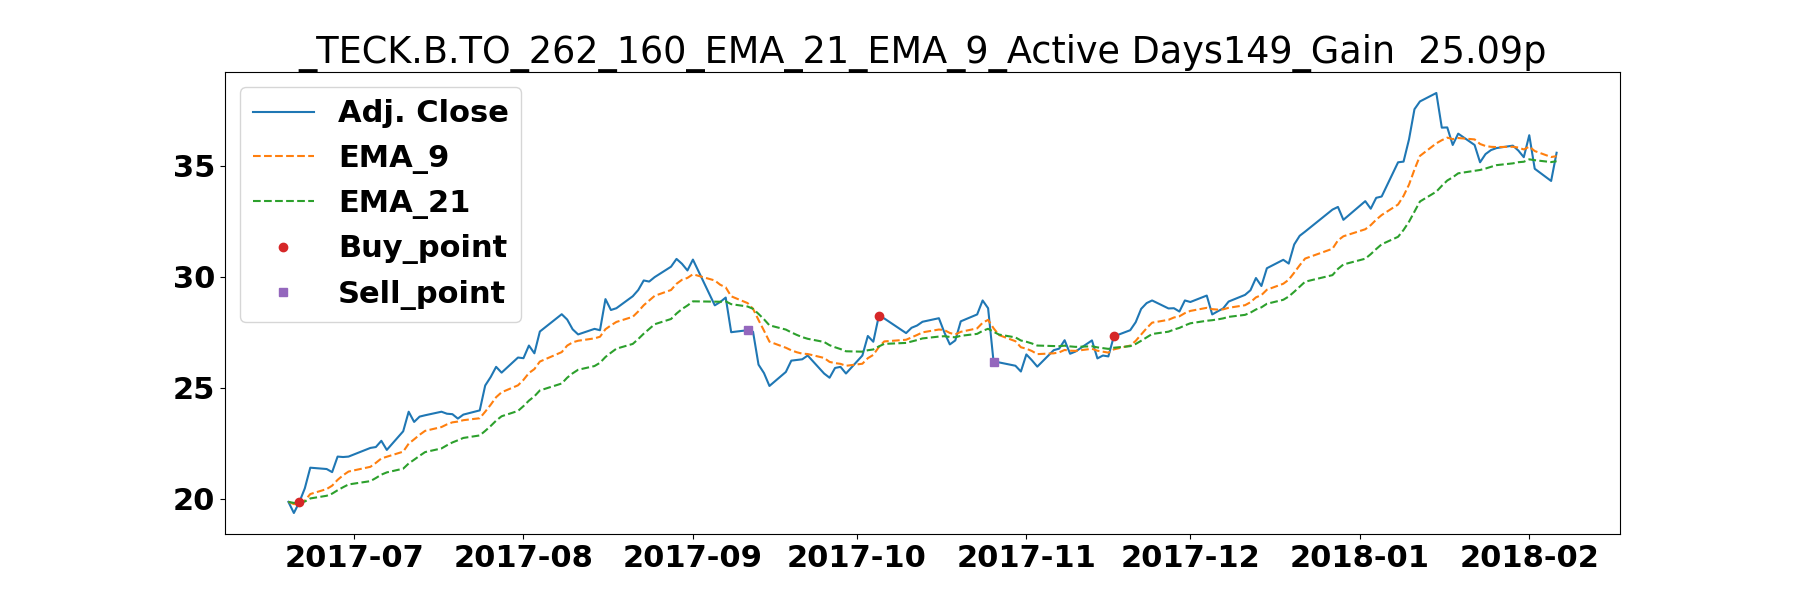 _TECK.B.TO_262_160_EMA_21_EMA_9_Active Days149_Gain  25.09p
Adj. Close
EMA_9
EMA_21
Buy_point
Sell_point
35
30
25
20
2017-07 2017-08 2017-09 2017-10 2017-11 2017-12 2018-01 2018-02